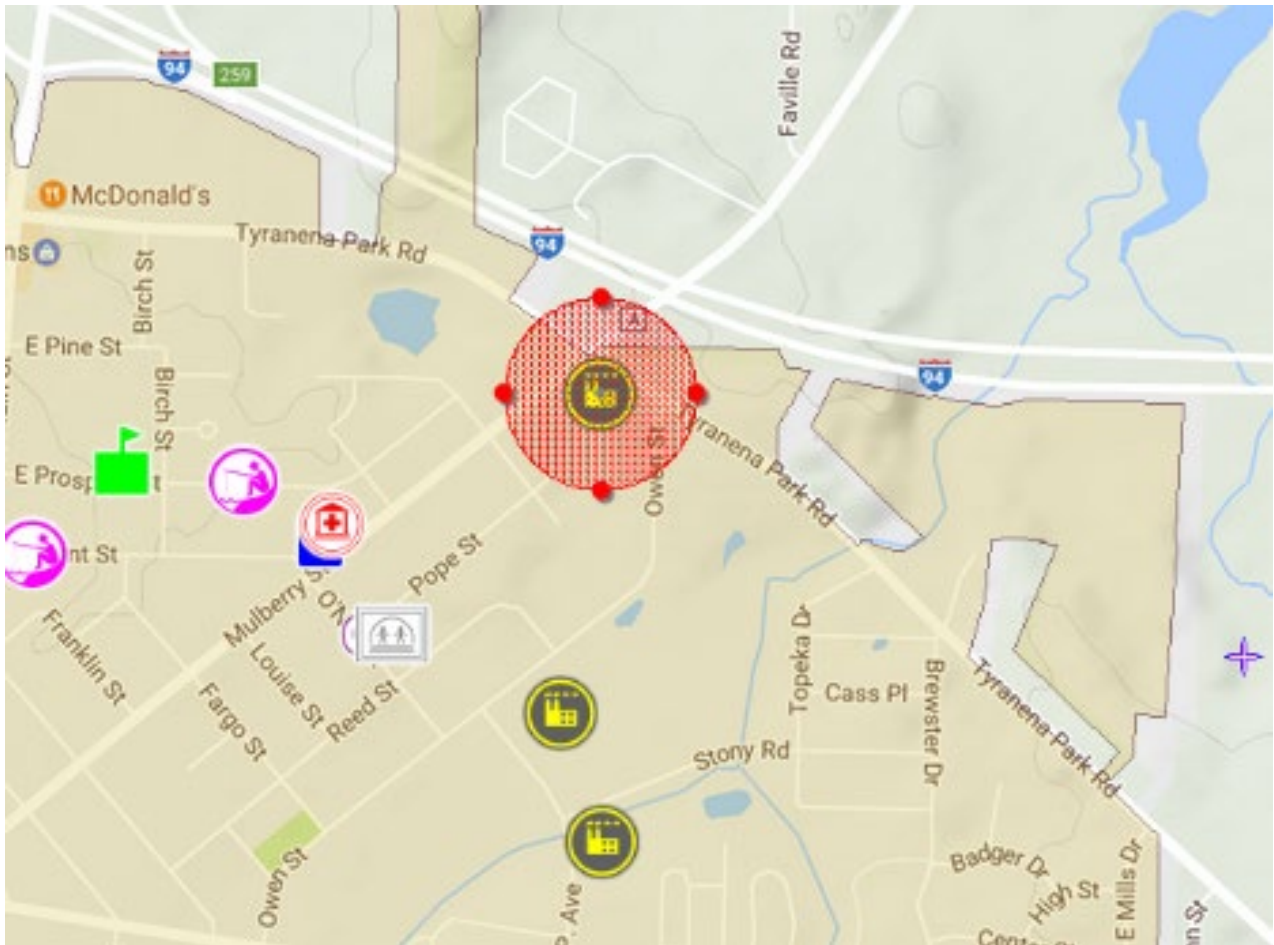 94
259
Faville Rd
McDonald's
Tyranena Park Rd
94
ns
Birch St
E Pine St
94
Birch St
E Prosp
t
Owen St
Tyranena Park Rd
nt St
Pope St
Mulberry St
O'N
Franklin St
Louise St
Fargo St
Reed St
Topeka Dr
Cass Pl
Brewster Dr
Tyranena Park Rd
Stony Rd
Badger Dr
High St
E Mills Dr
Owen St
P. Ave
n St